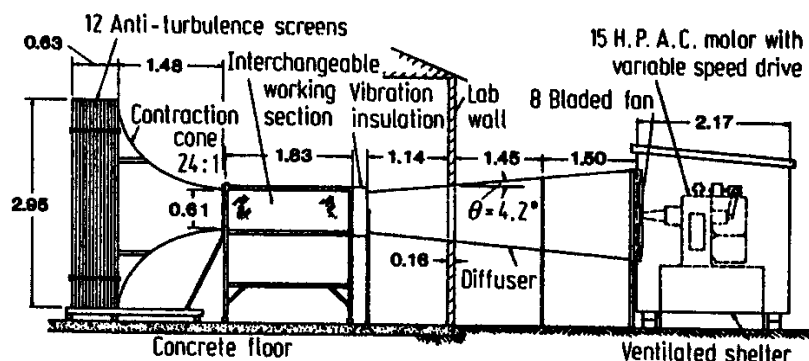 12 Anti-turbulence screens
0.63
1.48
Contraction
cone
24:1
Interchangeable
working
section
Vibration
insulation
Lab
wall
15 H.P. A.C. motor with
variable speed drive
8 Bladed fan
2.17
1.83
1.14
1.45
1.50
2.95
0.61
θ=4.2°
0.16
Diffuser
Concrete floor
Ventilated shelter